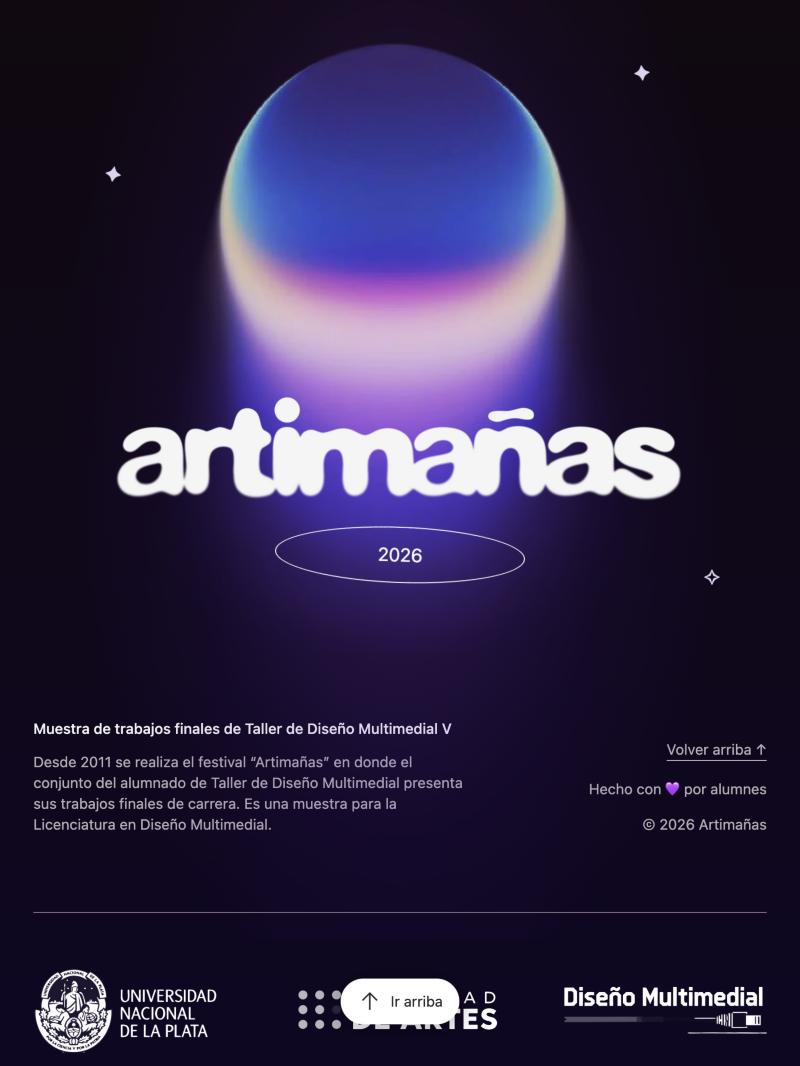 artimañas
2026
Muestra de trabajos finales de Taller de Diseño Multimedial V
Desde 2011 se realiza el festival “Artimañas” en donde el
conjunto del alumnado de Taller de Diseño Multimedial presenta
sus trabajos finales de carrera. Es una muestra para la
Licenciatura en Diseño Multimedial.
Volver arriba ↑
Hecho con 💜 por alumnes
© 2026 Artimañas
UNIVERSIDAD
NACIONAL
DE LA PLATA
↑ Ir arriba
Diseño Multimedial